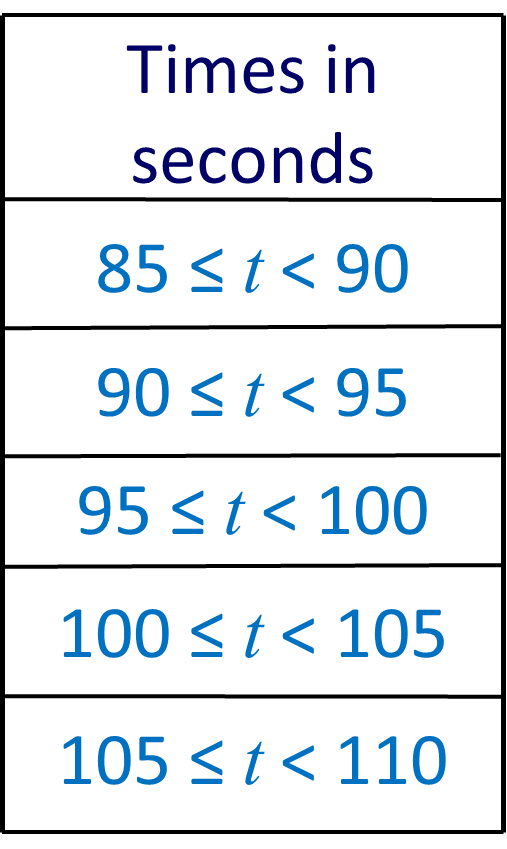 Times in
seconds
85 ≤ t < 90
90 ≤ t < 95
95 ≤ t < 100
100 ≤ t < 105
105 ≤ t < 110